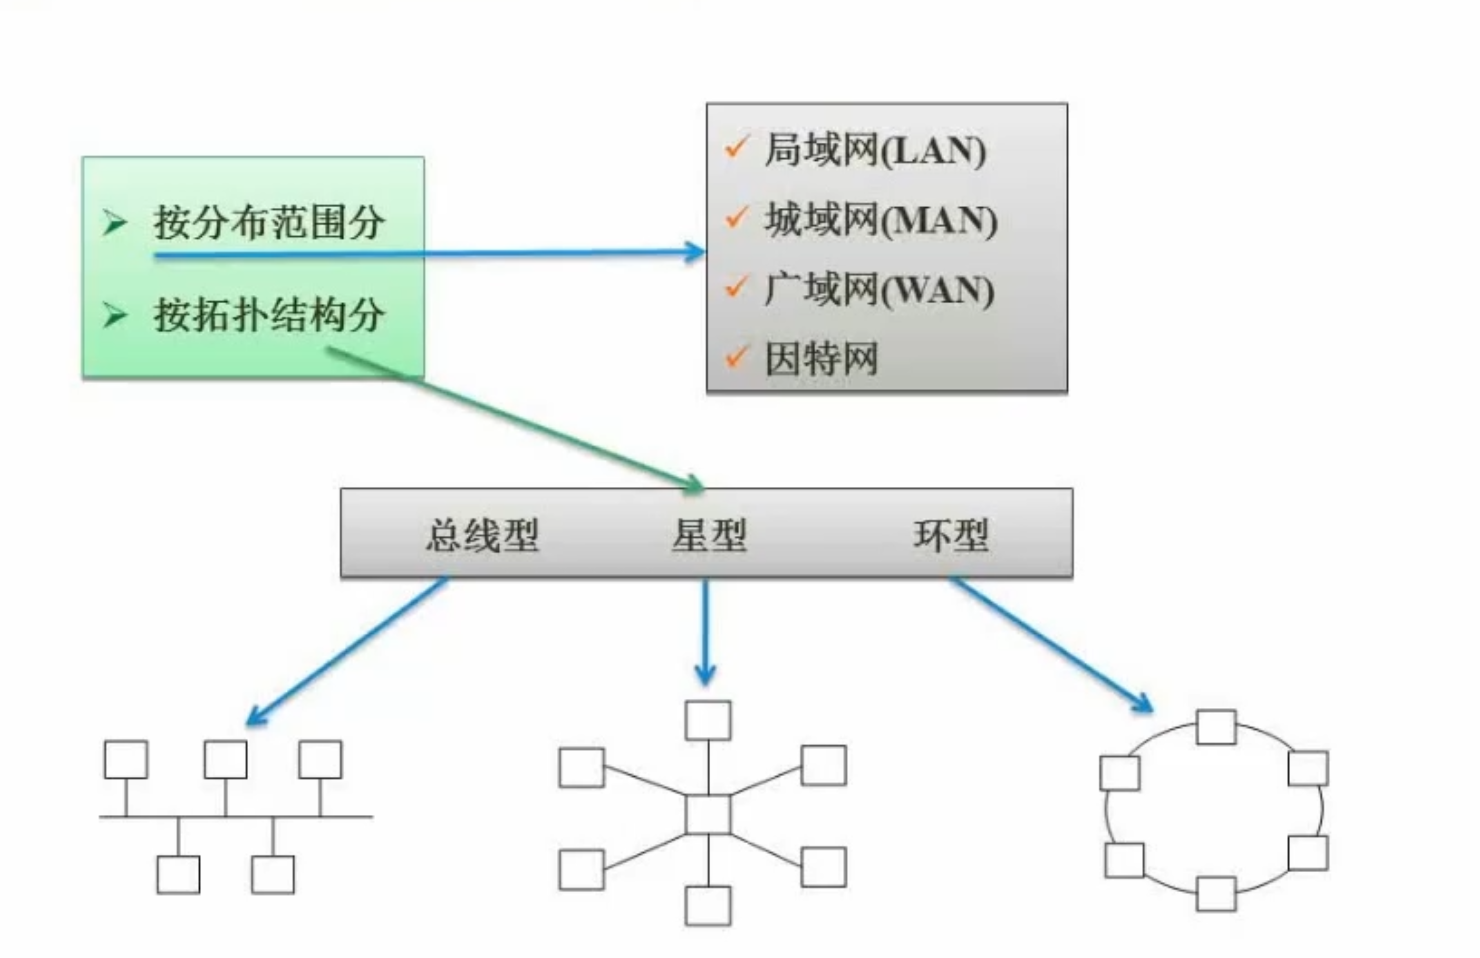 按分布范围分
按拓扑结构分
局域网(LAN)
城域网(MAN)
广域网(WAN)
因特网
总线型 星型 环型